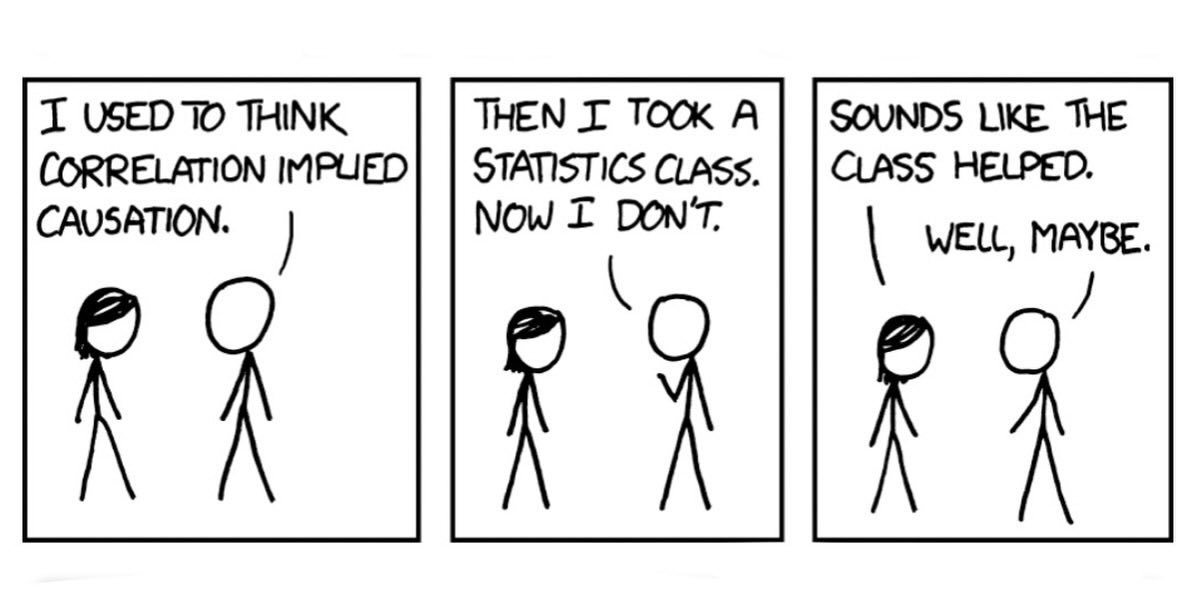 I USED TO THINK
CORRELATION IMPLIED
CAUSATION.
THEN I TOOK A
STATISTICS CLASS.
NOW I DON'T.
SOUNDS LIKE THE
CLASS HELPED.
WELL, MAYBE.